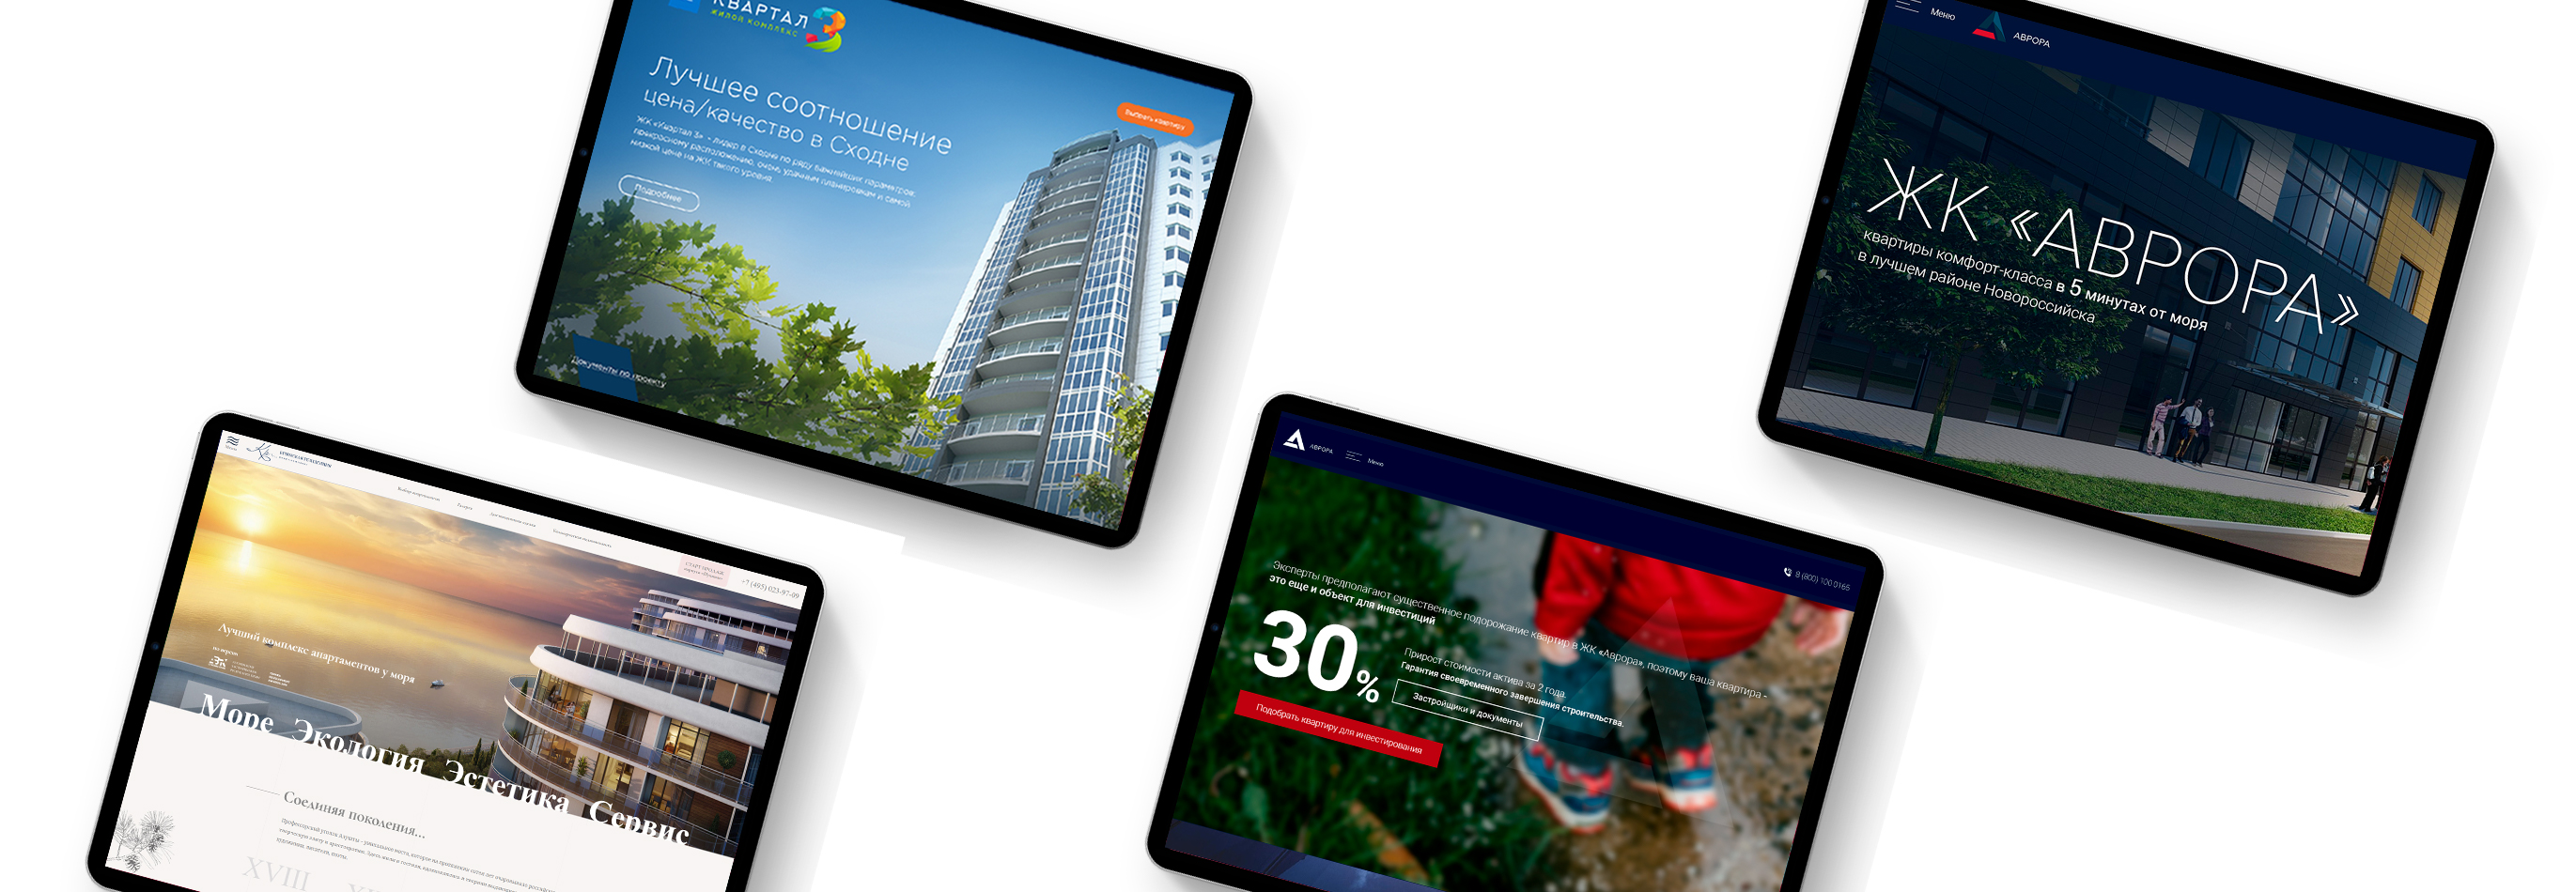 КВАРТАЛ 3
ЖИЛОЙ КОМПЛЕКС
Лучшее соотношение
цена/качество в Сходне
ЖК «Квартал 3» - лидер в Сходне по ряду важнейших параметров:
прекрасному расположению, очень удачным планировкам и самой
низкой цене на ЖК такого уровня.
Подробнее
Выбрать квартиру
Документы по проекту
Меню
АВРОРА
ЖК «АВРОРА»
квартиры комфорт-класса в 5 минутах от моря
в лучшем районе Новороссийска
СТАРТ ПРОДАЖ
+7 (495) 023-97-09
Лучший комплекс апартаментов у моря
по версии
Море Экология Эстетика Сервис
Соединяя поколения...
XVIII
АВРОРА
Меню
8 (800) 100 0165
Эксперты предполагают существенное подорожание квартир в ЖК «Аврора», поэтому ваша квартира -
это еще и объект для инвестиций
30%
Прирост стоимости актива за 2 года.
Гарантия своевременного завершения строительства.
Застройщики и документы
Подобрать квартиру для инвестирования